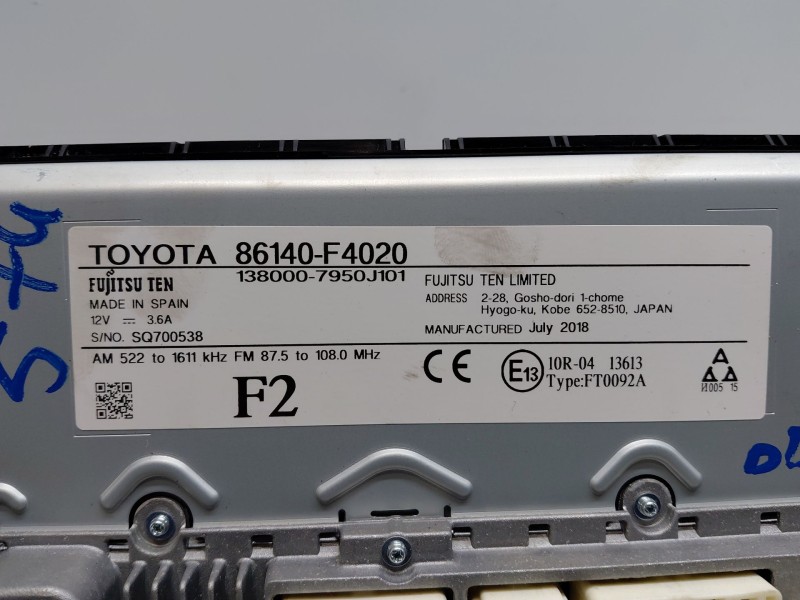 TOYOTA 86140-F4020
FUJITSU TEN 138000-7950J101 FUJITSU TEN LIMITED
MADE IN SPAIN ADDRESS 2-28, Gosho-dori 1-chome
Hyogo-ku, Kobe 652-8510, JAPAN
12V ⎓ 3.6A
S/NO. SQ700538 MANUFACTURED July 2018
AM 522 to 1611 kHz FM 87.5 to 108.0 MHz
F2
CE
E13 10R-04 13613
Type:FT0092A
A
И005 15